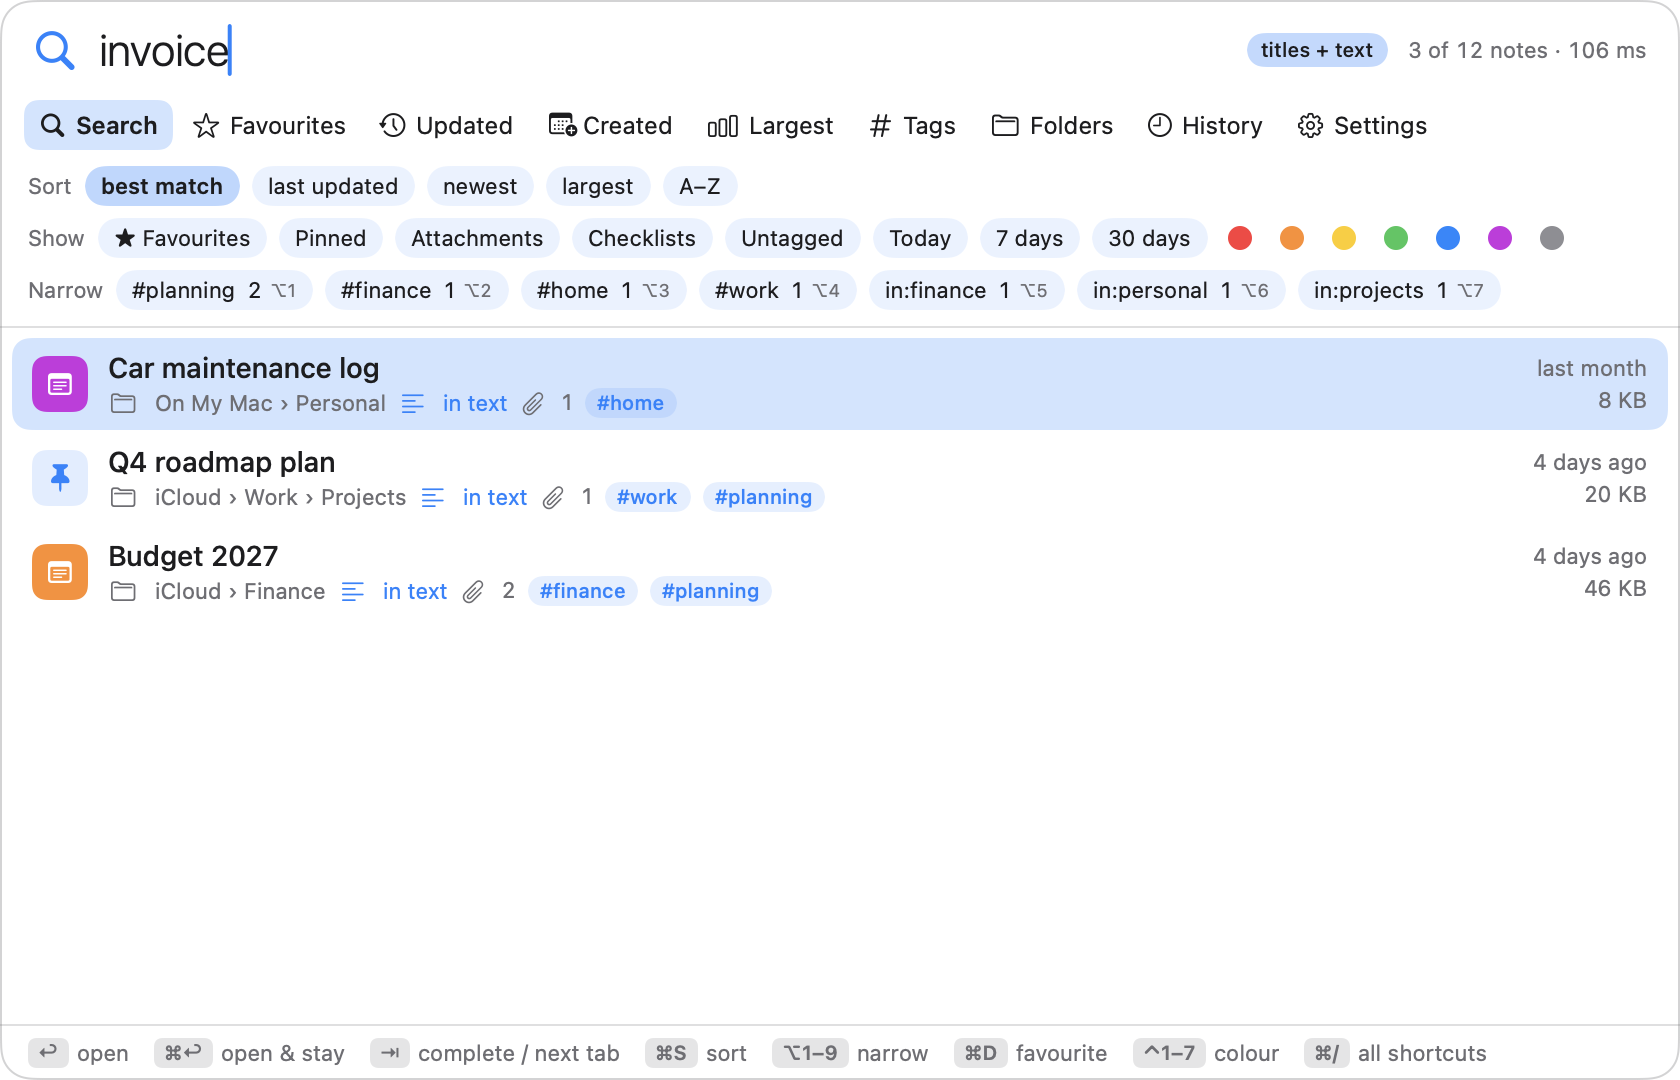 invoice
titles + text 3 of 12 notes · 106 ms
Search Favourites Updated Created Largest # Tags Folders History Settings
Sort best match last updated newest largest A–Z
Show ★ Favourites Pinned Attachments Checklists Untagged Today 7 days 30 days
Narrow #planning 2 ⌥1 #finance 1 ⌥2 #home 1 ⌥3 #work 1 ⌥4 in:finance 1 ⌥5 in:personal 1 ⌥6 in:projects 1 ⌥7
Car maintenance log last month
On My Mac › Personal in text 1 #home 8 KB
Q4 roadmap plan 4 days ago
iCloud › Work › Projects in text 1 #work #planning 20 KB
Budget 2027 4 days ago
iCloud › Finance in text 2 #finance #planning 46 KB
↩ open ⌘↩ open & stay ⇥ complete / next tab ⌘S sort ⌥1–9 narrow ⌘D favourite ^1–7 colour ⌘/ all shortcuts